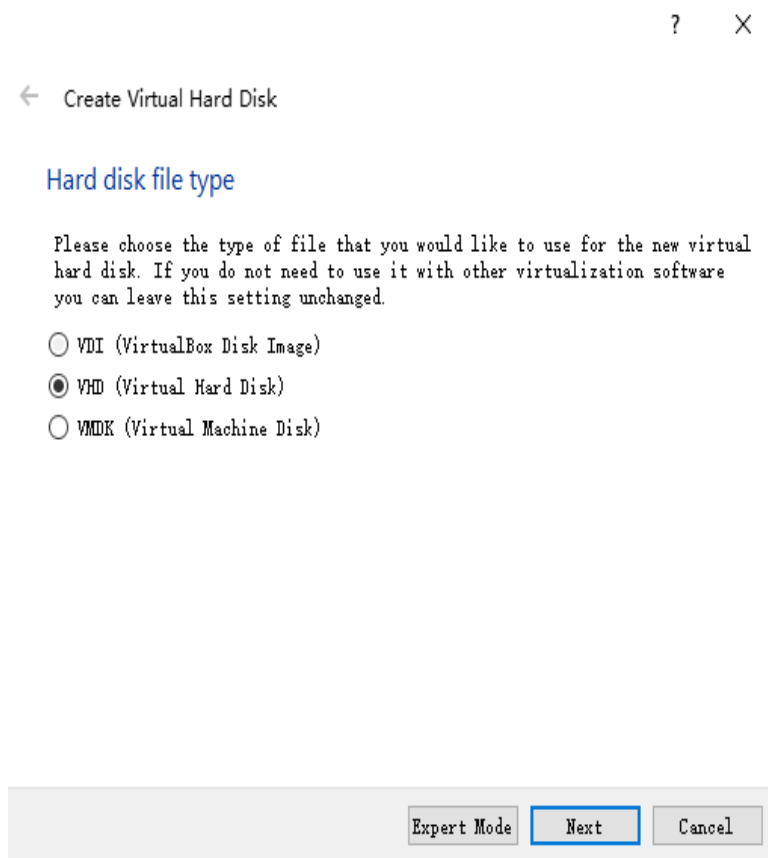 ?
Create Virtual Hard Disk
Hard disk file type
Please choose the type of file that you would like to use for the new virtual
hard disk. If you do not need to use it with other virtualization software
you can leave this setting unchanged.
VDI (VirtualBox Disk Image)
VHD (Virtual Hard Disk)
VMDK (Virtual Machine Disk)
Expert Mode Next Cancel